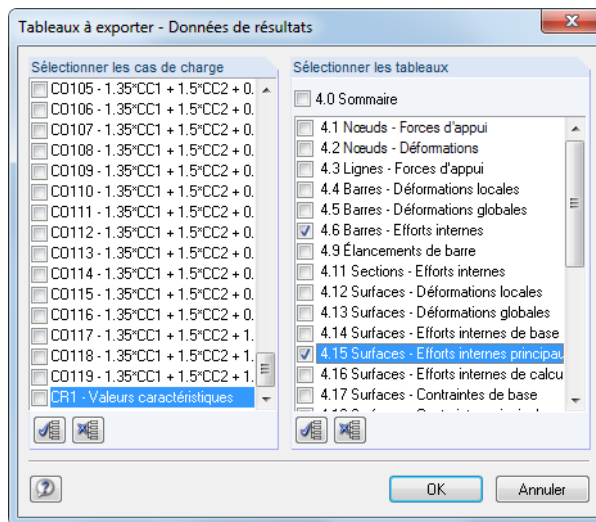 Tableaux à exporter - Données de résultats
Sélectionner les cas de charge
CO105 - 1.35*CC1 + 1.5*CC2 + 0.
CO106 - 1.35*CC1 + 1.5*CC2 + 0.
CO107 - 1.35*CC1 + 1.5*CC2 + 0.
CO108 - 1.35*CC1 + 1.5*CC2 + 0.
CO109 - 1.35*CC1 + 1.5*CC2 + 0.
CO110 - 1.35*CC1 + 1.5*CC2 + 0.
CO111 - 1.35*CC1 + 1.5*CC2 + 0.
CO112 - 1.35*CC1 + 1.5*CC2 + 0.
CO113 - 1.35*CC1 + 1.5*CC2 + 0.
CO114 - 1.35*CC1 + 1.5*CC2 + 0.
CO115 - 1.35*CC1 + 1.5*CC2 + 0.
CO116 - 1.35*CC1 + 1.5*CC2 + 0.
CO117 - 1.35*CC1 + 1.5*CC2 + 1.
CO118 - 1.35*CC1 + 1.5*CC2 + 1.
CO119 - 1.35*CC1 + 1.5*CC2 + 1.
CR1 - Valeurs caractéristiques
Sélectionner les tableaux
4.0 Sommaire
4.1 Nœuds - Forces d'appui
4.2 Nœuds - Déformations
4.3 Lignes - Forces d'appui
4.4 Barres - Déformations locales
4.5 Barres - Déformations globales
4.6 Barres - Efforts internes
4.9 Élancements de barre
4.11 Sections - Efforts internes
4.12 Surfaces - Déformations locales
4.13 Surfaces - Déformations globales
4.14 Surfaces - Efforts internes de base
4.15 Surfaces - Efforts internes principau
4.16 Surfaces - Efforts internes de calcu
4.17 Surfaces - Contraintes de base
OK
Annuler